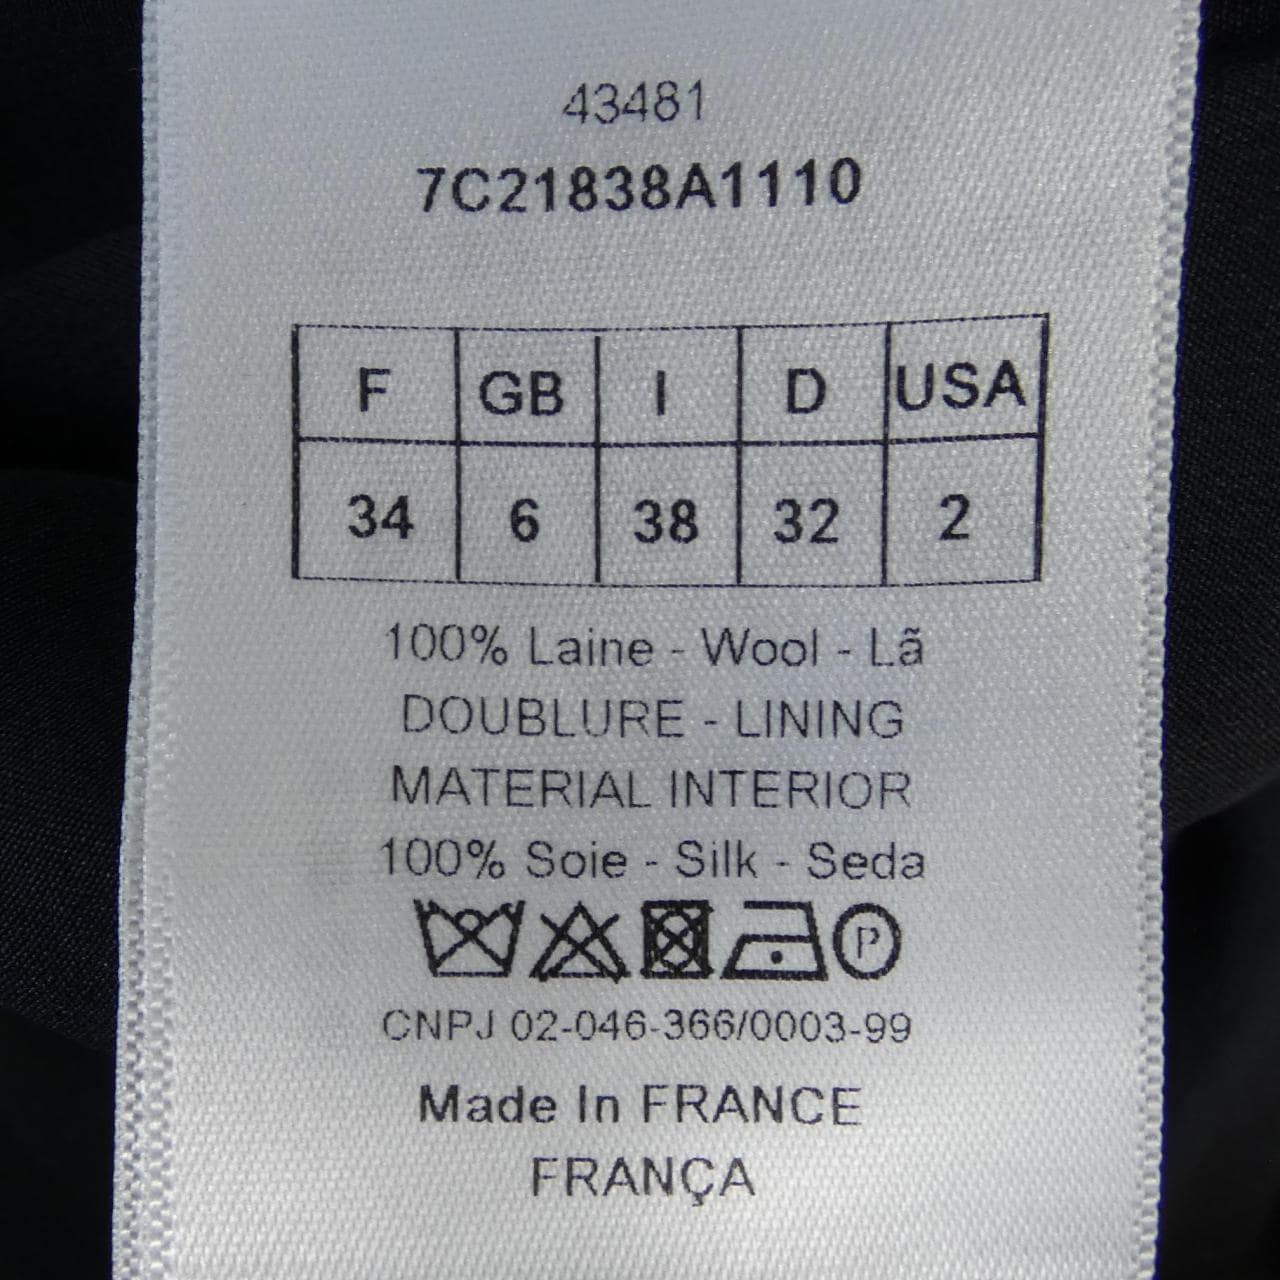 43481
7C21838A1110
F GB I D USA
34 6 38 32 2
100% Laine - Wool - Lã
DOUBLURE - LINING
MATERIAL INTERIOR
100% Soie - Silk - Seda
P
CNPJ 02-046-366/0003-99
Made In FRANCE
FRANÇA